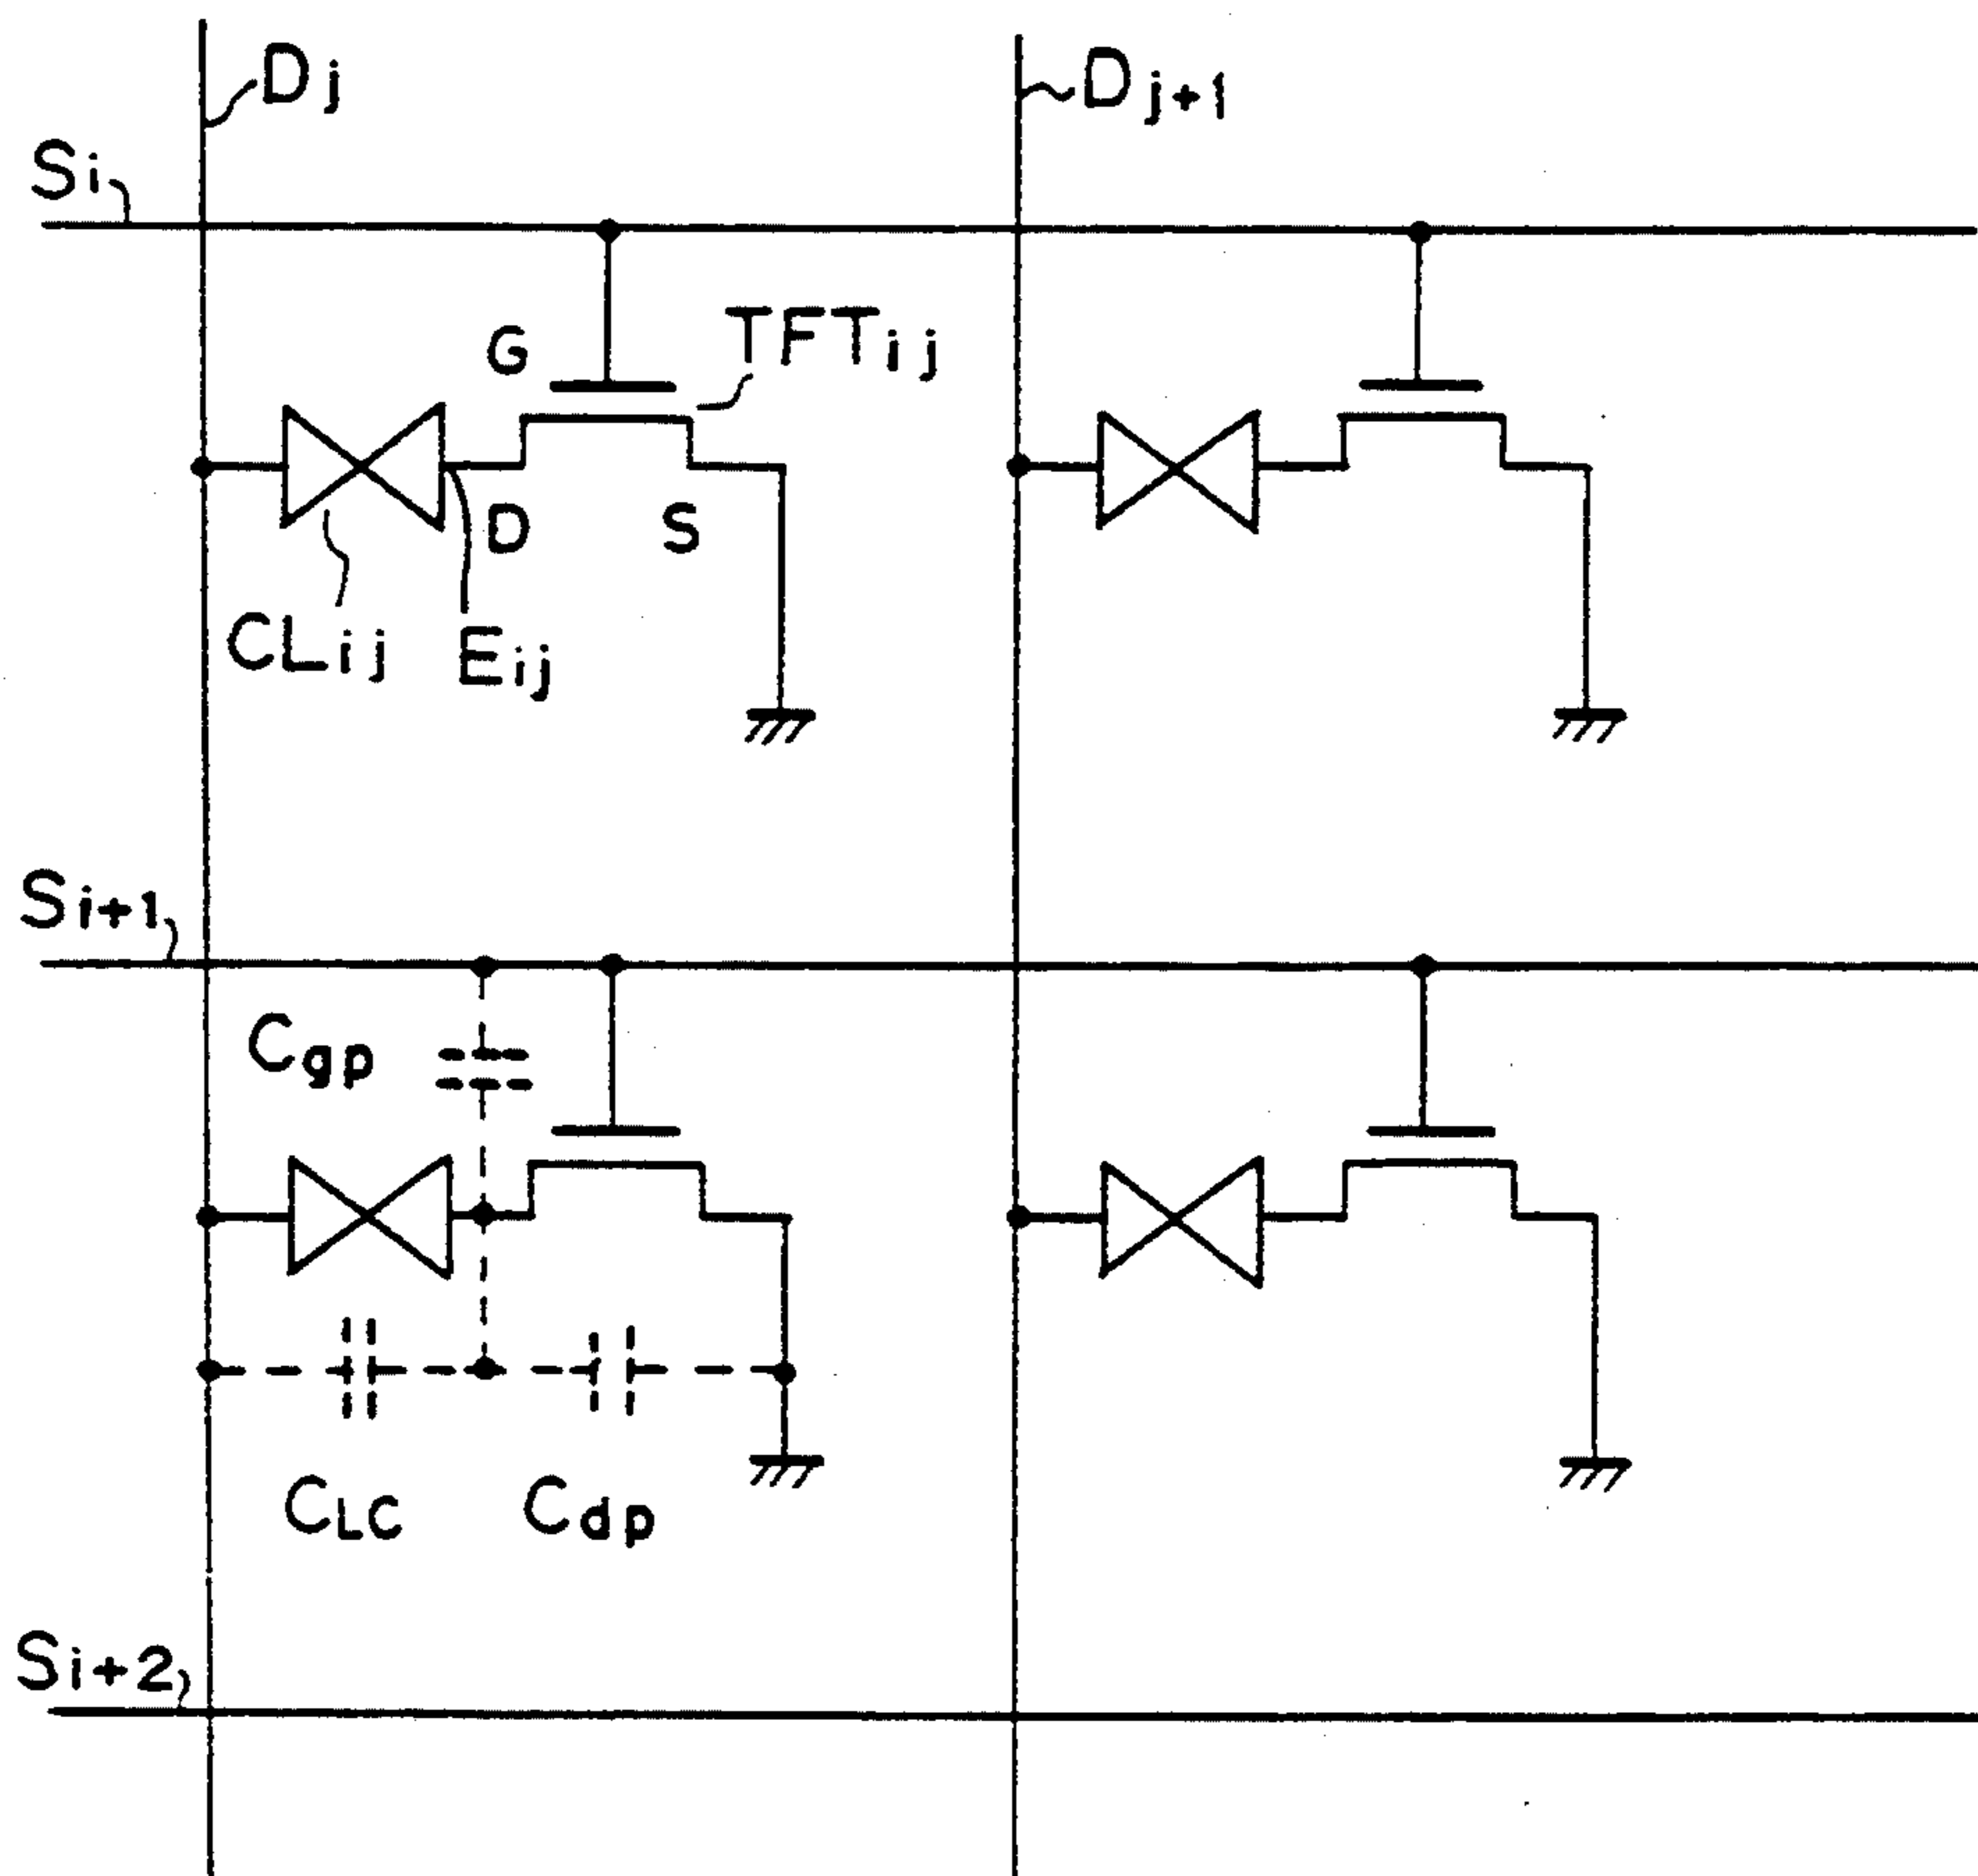 Dj
Dj+1
Si
G
TFTij
D
S
CLij
Eij
Si+1
Cgp
CLC
Cdp
Si+2